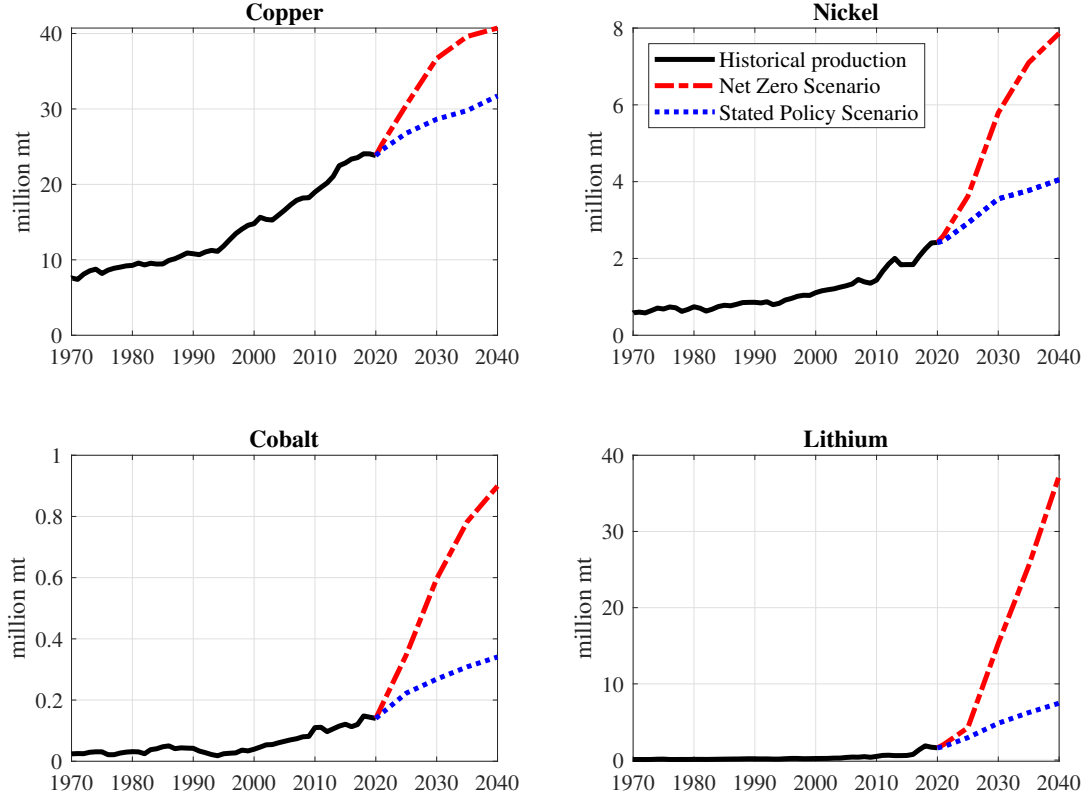 Copper
million mt
40
30
20
10
0
1970 1980 1990 2000 2010 2020 2030 2040
Nickel
million mt
8
6
4
2
0
1970 1980 1990 2000 2010 2020 2030 2040
Historical production
Net Zero Scenario
Stated Policy Scenario
Cobalt
million mt
1
0.8
0.6
0.4
0.2
0
1970 1980 1990 2000 2010 2020 2030 2040
Lithium
million mt
40
30
20
10
0
1970 1980 1990 2000 2010 2020 2030 2040